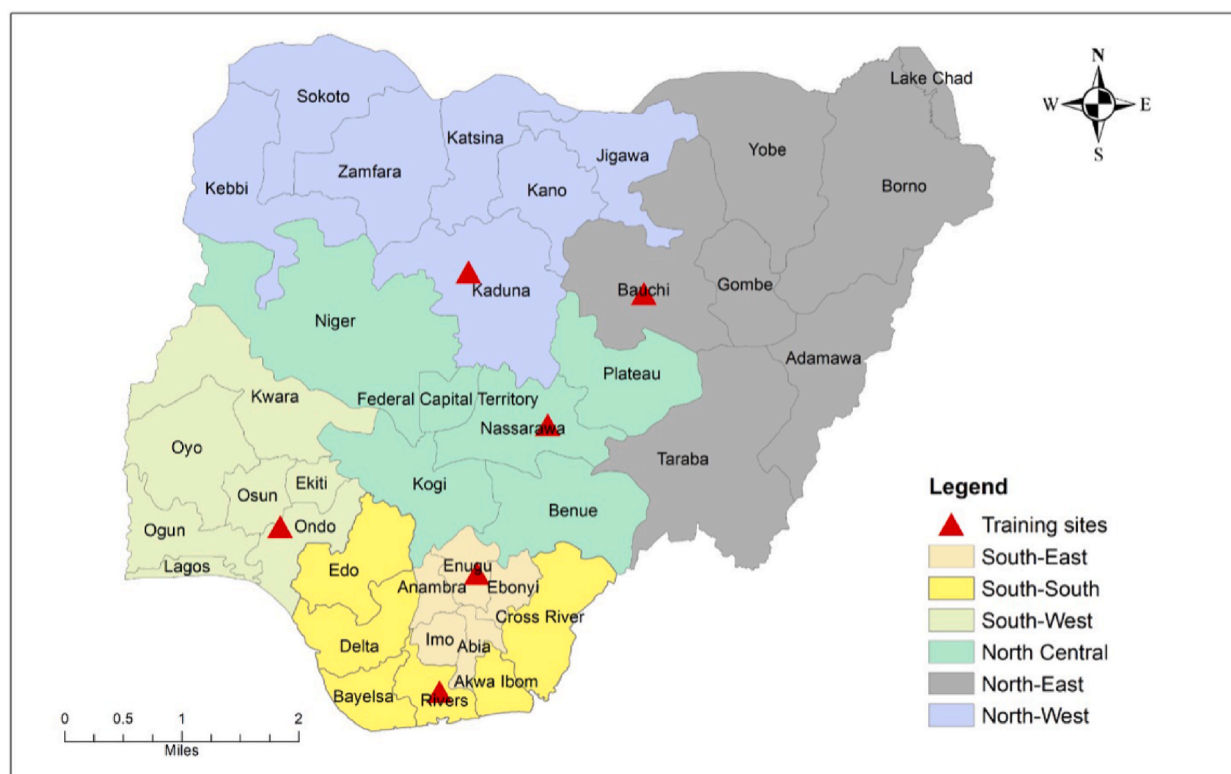 N
W E
S
Lake Chad
Sokoto
Katsina
Jigawa
Yobe
Zamfara
Kano
Borno
Kebbi
Kaduna
Bauchi
Gombe
Niger
Adamawa
Plateau
Kwara
Federal Capital Territory
Nassarawa
Oyo
Taraba
Kogi
Ekiti
Osun
Benue
Ogun
Ondo
Lagos
Edo
Enugu
Anambra
Ebonyi
Cross River
Delta
Imo
Abia
Akwa Ibom
Bayelsa
Rivers
Legend
Training sites
South-East
South-South
South-West
North Central
North-East
North-West
0 0.5 1 2
Miles